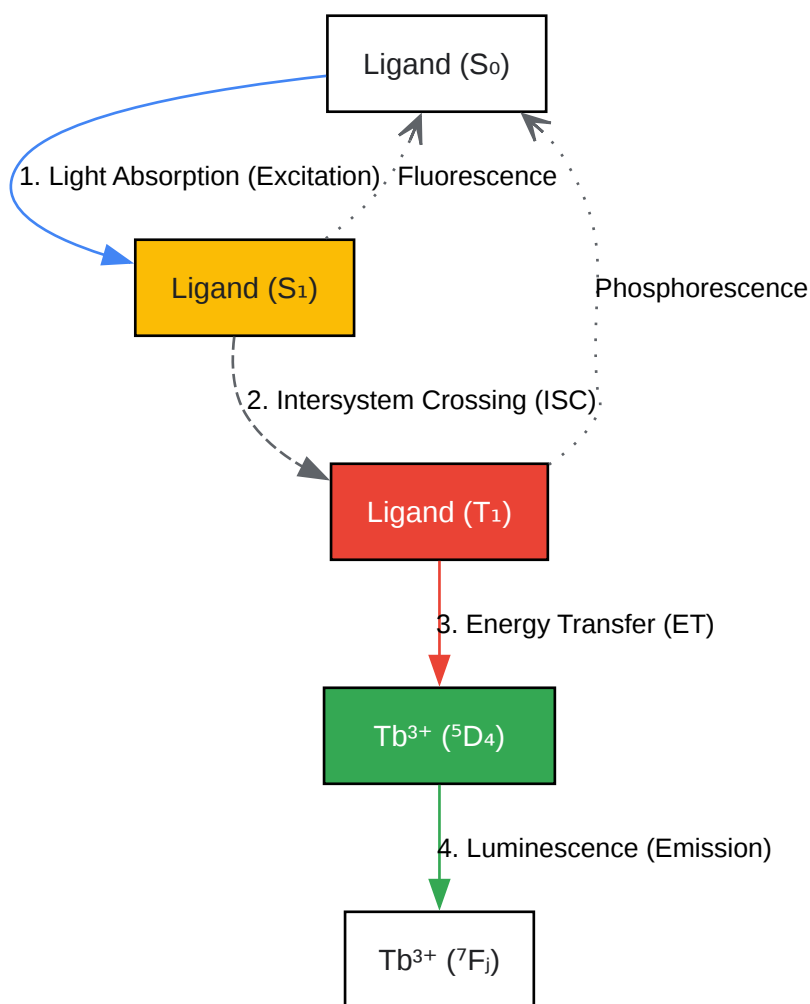 Ligand (S₀)
1. Light Absorption (Excitation)
Fluorescence
Ligand (S₁)
Phosphorescence
2. Intersystem Crossing (ISC)
Ligand (T₁)
3. Energy Transfer (ET)
Tb³⁺ (⁵D₄)
4. Luminescence (Emission)
Tb³⁺ (⁷Fⱼ)